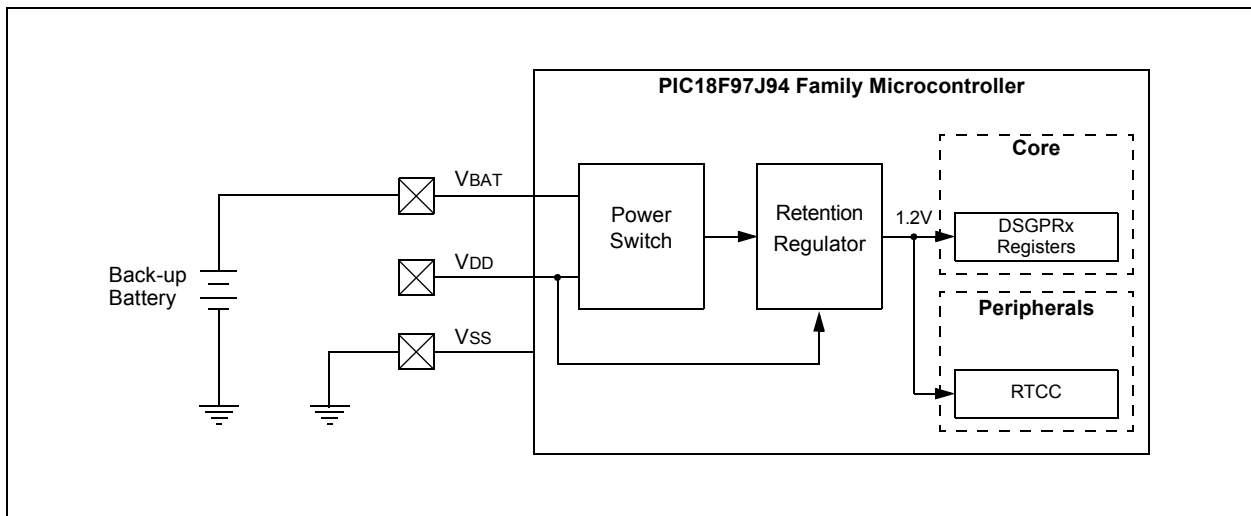 PIC18F97J94 Family Microcontroller
Core
VBAT
Power
Switch
Retention
Regulator
1.2V
DSGPRx
Registers
VDD
Back-up
Battery
Peripherals
VSS
RTCC